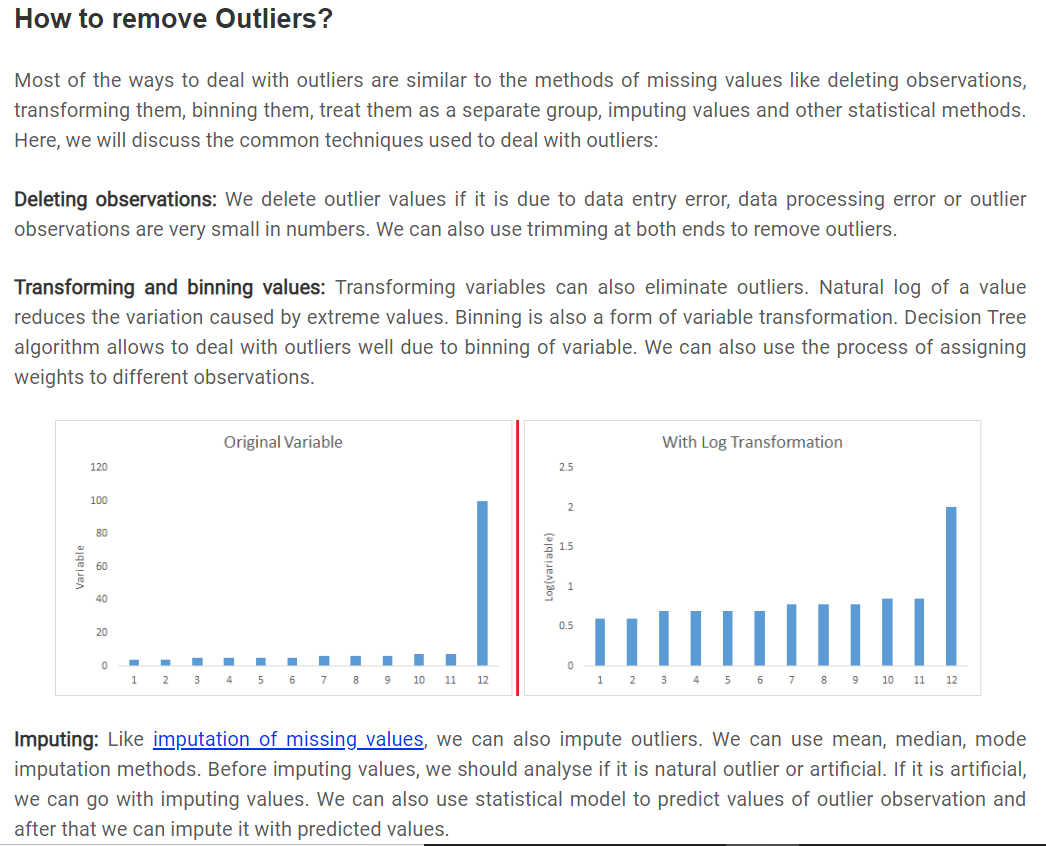 How to remove Outliers?
Most of the ways to deal with outliers are similar to the methods of missing values like deleting observations,
transforming them, binning them, treat them as a separate group, imputing values and other statistical methods.
Here, we will discuss the common techniques used to deal with outliers:
Deleting observations: We delete outlier values if it is due to data entry error, data processing error or outlier
observations are very small in numbers. We can also use trimming at both ends to remove outliers.
Transforming and binning values: Transforming variables can also eliminate outliers. Natural log of a value
reduces the variation caused by extreme values. Binning is also a form of variable transformation. Decision Tree
algorithm allows to deal with outliers well due to binning of variable. We can also use the process of assigning
weights to different observations.
Original Variable
120
100
80
60
40
20
0
Variable
1 2 3 4 5 6 7 8 9 10 11 12
With Log Transformation
2.5
2
1.5
1
0.5
0
Log(variable)
1 2 3 4 5 6 7 8 9 10 11 12
Imputing: Like imputation of missing values, we can also impute outliers. We can use mean, median, mode
imputation methods. Before imputing values, we should analyse if it is natural outlier or artificial. If it is artificial,
we can go with imputing values. We can also use statistical model to predict values of outlier observation and
after that we can impute it with predicted values.